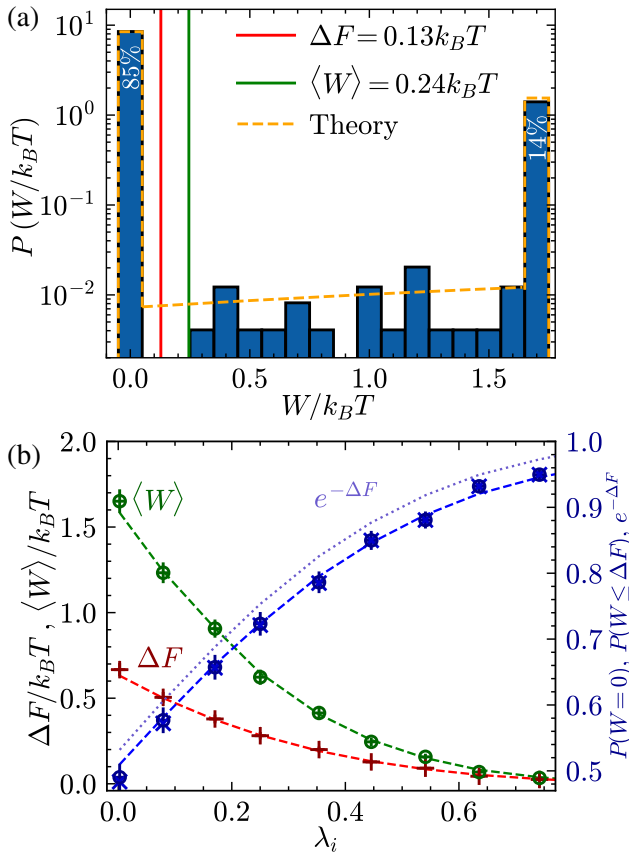 (a)
10^1
10^0
10^{-1}
10^{-2}
P (W/k_BT)
85%
14%
ΔF = 0.13k_BT
⟨W⟩ = 0.24k_BT
Theory
0.0 0.5 1.0 1.5
W/k_BT
(b)
2.0
1.5
1.0
0.5
0.0
ΔF/k_BT , ⟨W⟩/k_BT
⟨W⟩
ΔF
e^{-ΔF}
1.0
0.9
0.8
0.7
0.6
0.5
P(W=0), P(W≤ΔF), e^{-ΔF}
0.0 0.2 0.4 0.6
λ_i